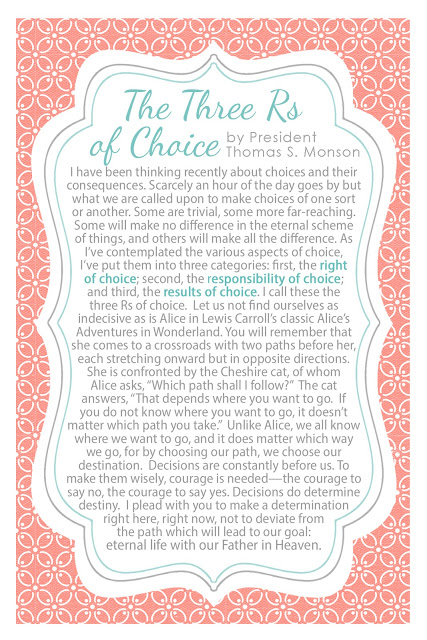 The Three Rs
of Choice by President
Thomas S. Monson
I have been thinking recently about choices and their
consequences. Scarcely an hour of the day goes by but
what we are called upon to make choices of one sort
or another. Some are trivial, some more far-reaching.
Some will make no difference in the eternal scheme
of things, and others will make all the difference. As
I've contemplated the various aspects of choice,
I've put them into three categories: first, the right
of choice; second, the responsibility of choice;
and third, the results of choice. I call these the
three Rs of choice. Let us not find ourselves as
indecisive as is Alice in Lewis Carroll's classic Alice's
Adventures in Wonderland. You will remember that
she comes to a crossroads with two paths before her,
each stretching onward but in opposite directions.
She is confronted by the Cheshire cat, of whom
Alice asks, "Which path shall I follow?" The cat
answers, "That depends where you want to go. If
you do not know where you want to go, it doesn't
matter which path you take." Unlike Alice, we all know
where we want to go, and it does matter which way
we go, for by choosing our path, we choose our
destination. Decisions are constantly before us. To
make them wisely, courage is needed—the courage to
say no, the courage to say yes. Decisions do determine
destiny. I plead with you to make a determination
right here, right now, not to deviate from
the path which will lead to our goal:
eternal life with our Father in Heaven.